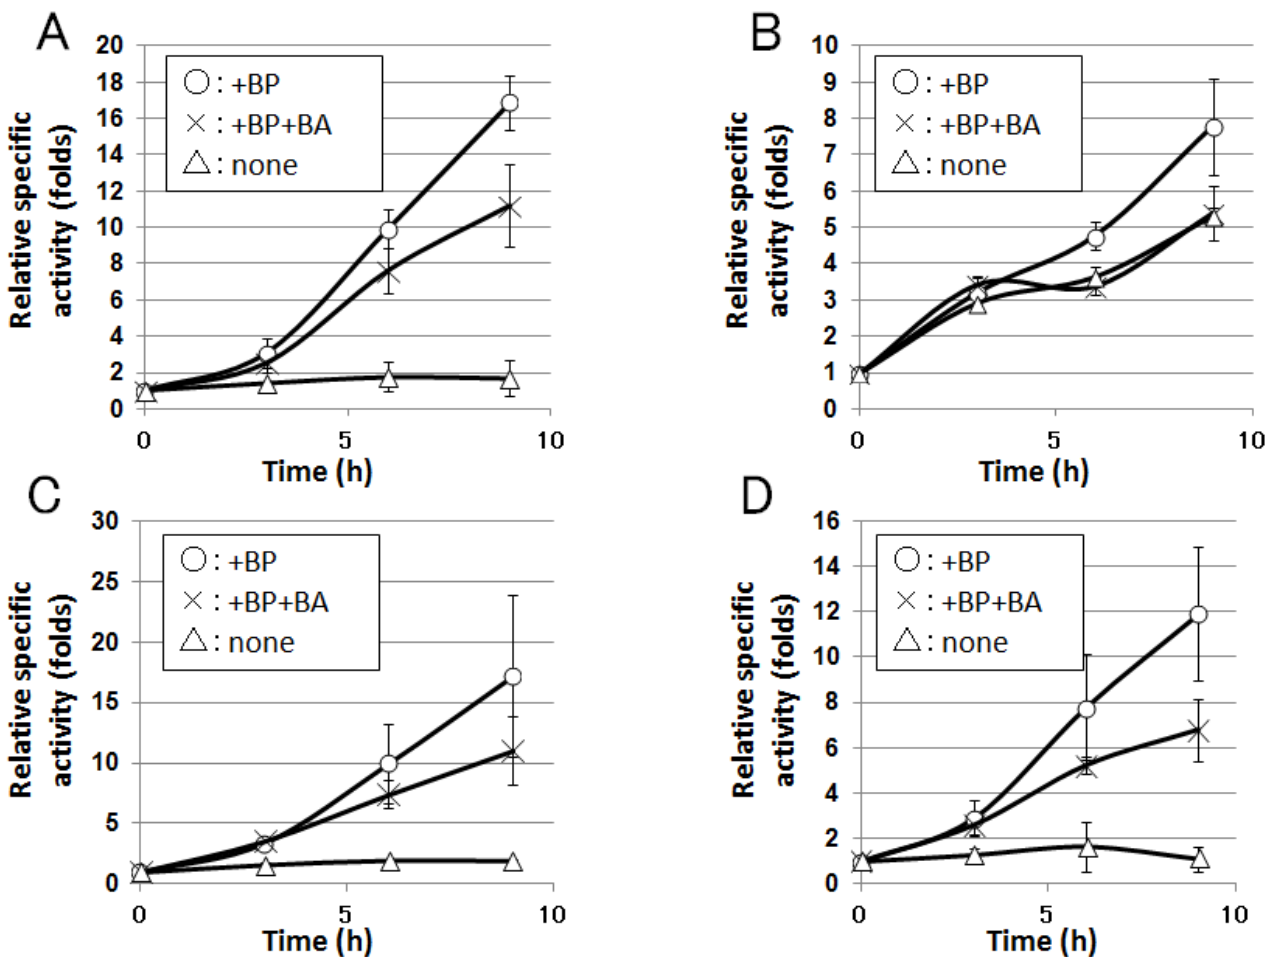 A
20
18
16
14
12
10
8
6
4
2
0
Relative specific
activity (folds)
○ : +BP
× : +BP+BA
△ : none
0
5
10
Time (h)
B
10
9
8
7
6
5
4
3
2
1
0
Relative specific
activity (folds)
○ : +BP
× : +BP+BA
△ : none
0
5
10
Time (h)
C
30
25
20
15
10
5
0
Relative specific
activity (folds)
○ : +BP
× : +BP+BA
△ : none
0
5
10
Time (h)
D
16
14
12
10
8
6
4
2
0
Relative specific
activity (folds)
○ : +BP
× : +BP+BA
△ : none
0
5
10
Time (h)